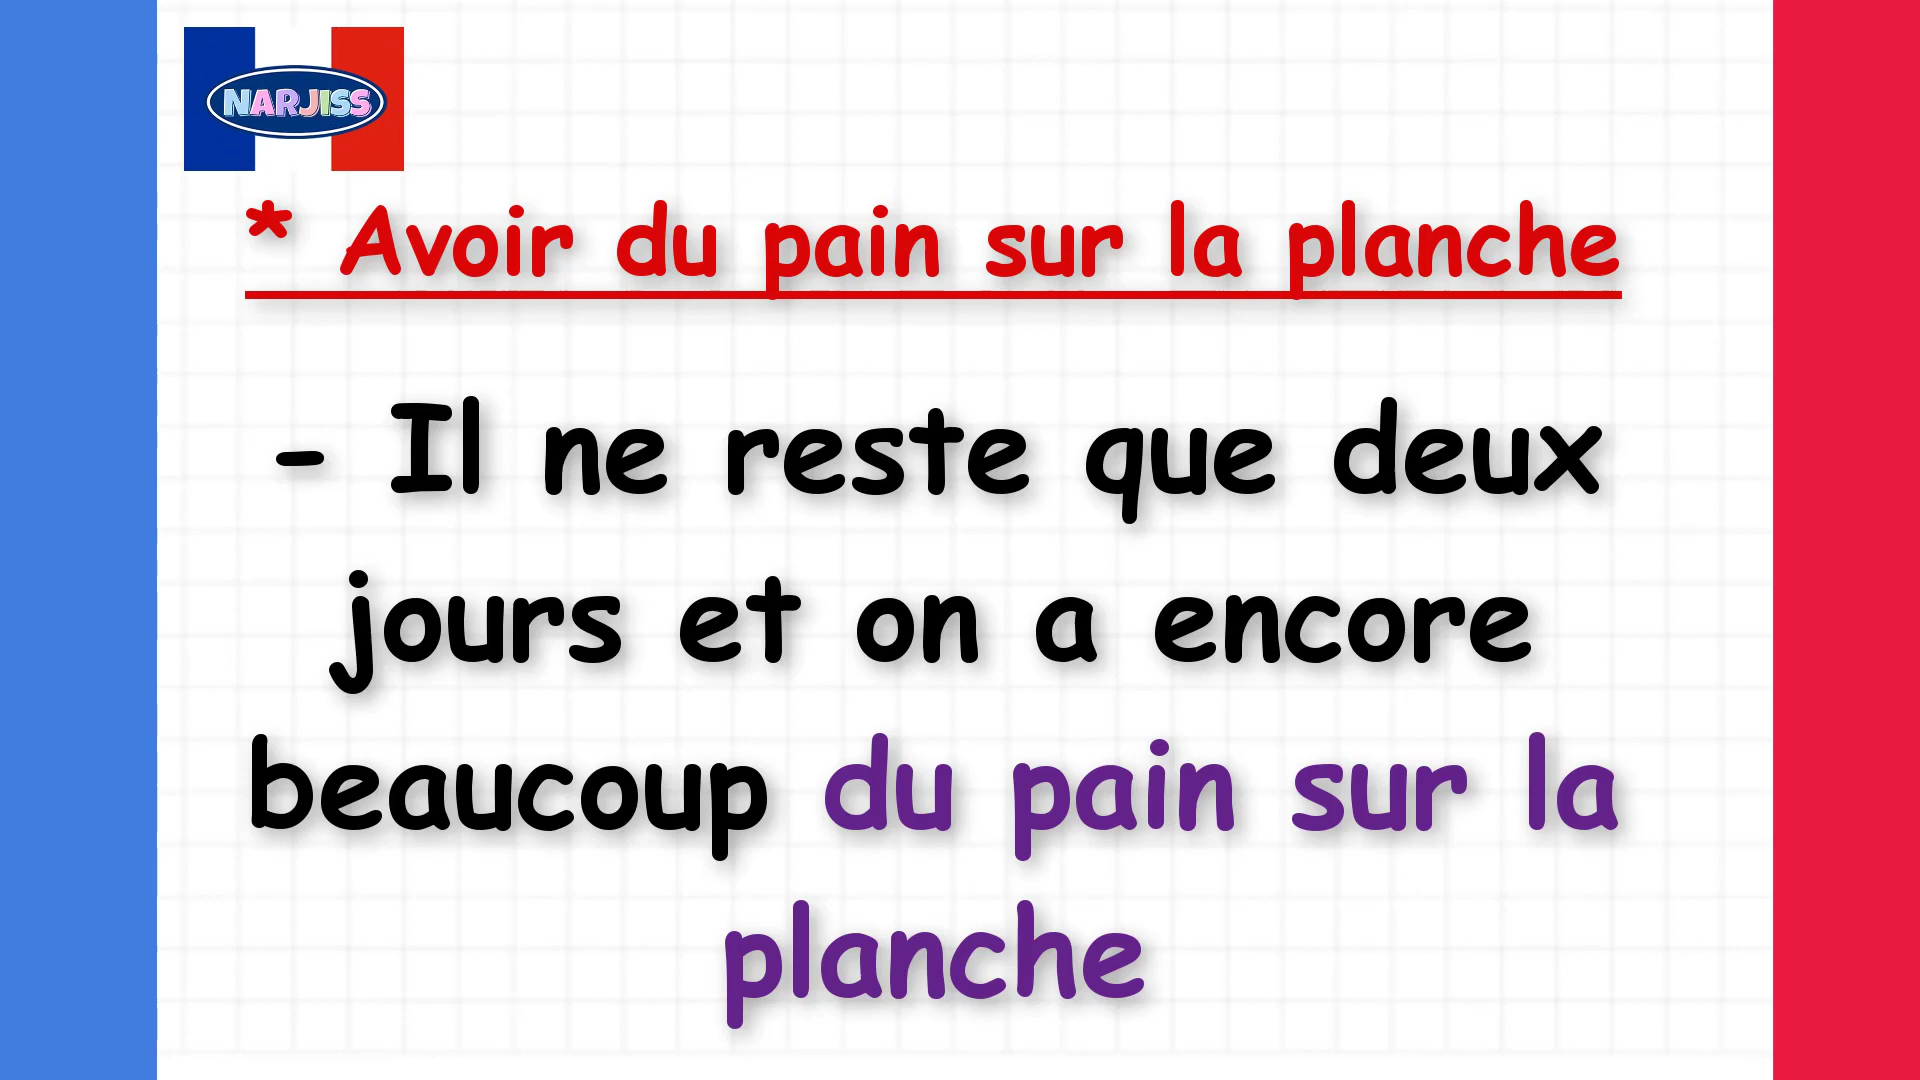 NARJISS
* Avoir du pain sur la planche
- Il ne reste que deux
jours et on a encore
beaucoup du pain sur la
planche